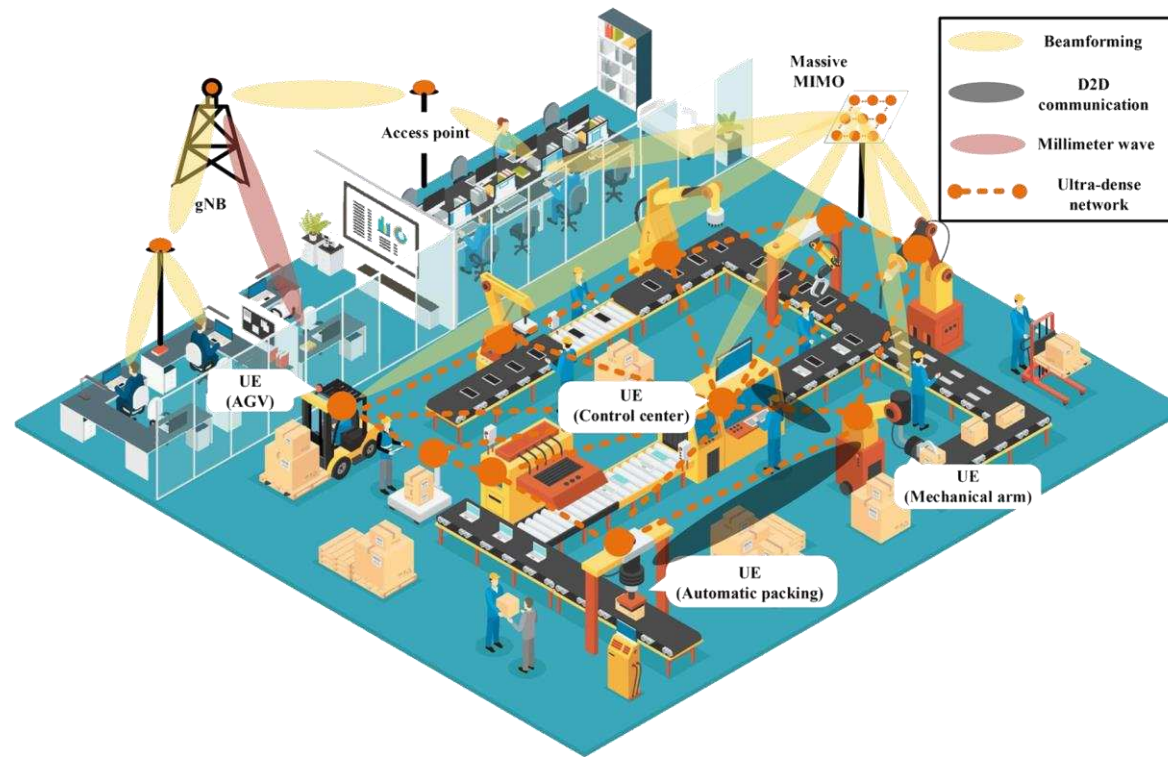 Massive
MIMO
Beamforming
D2D
communication
Millimeter wave
Ultra-dense
network
Access point
gNB
UE
(AGV)
UE
(Control center)
UE
(Mechanical arm)
UE
(Automatic packing)